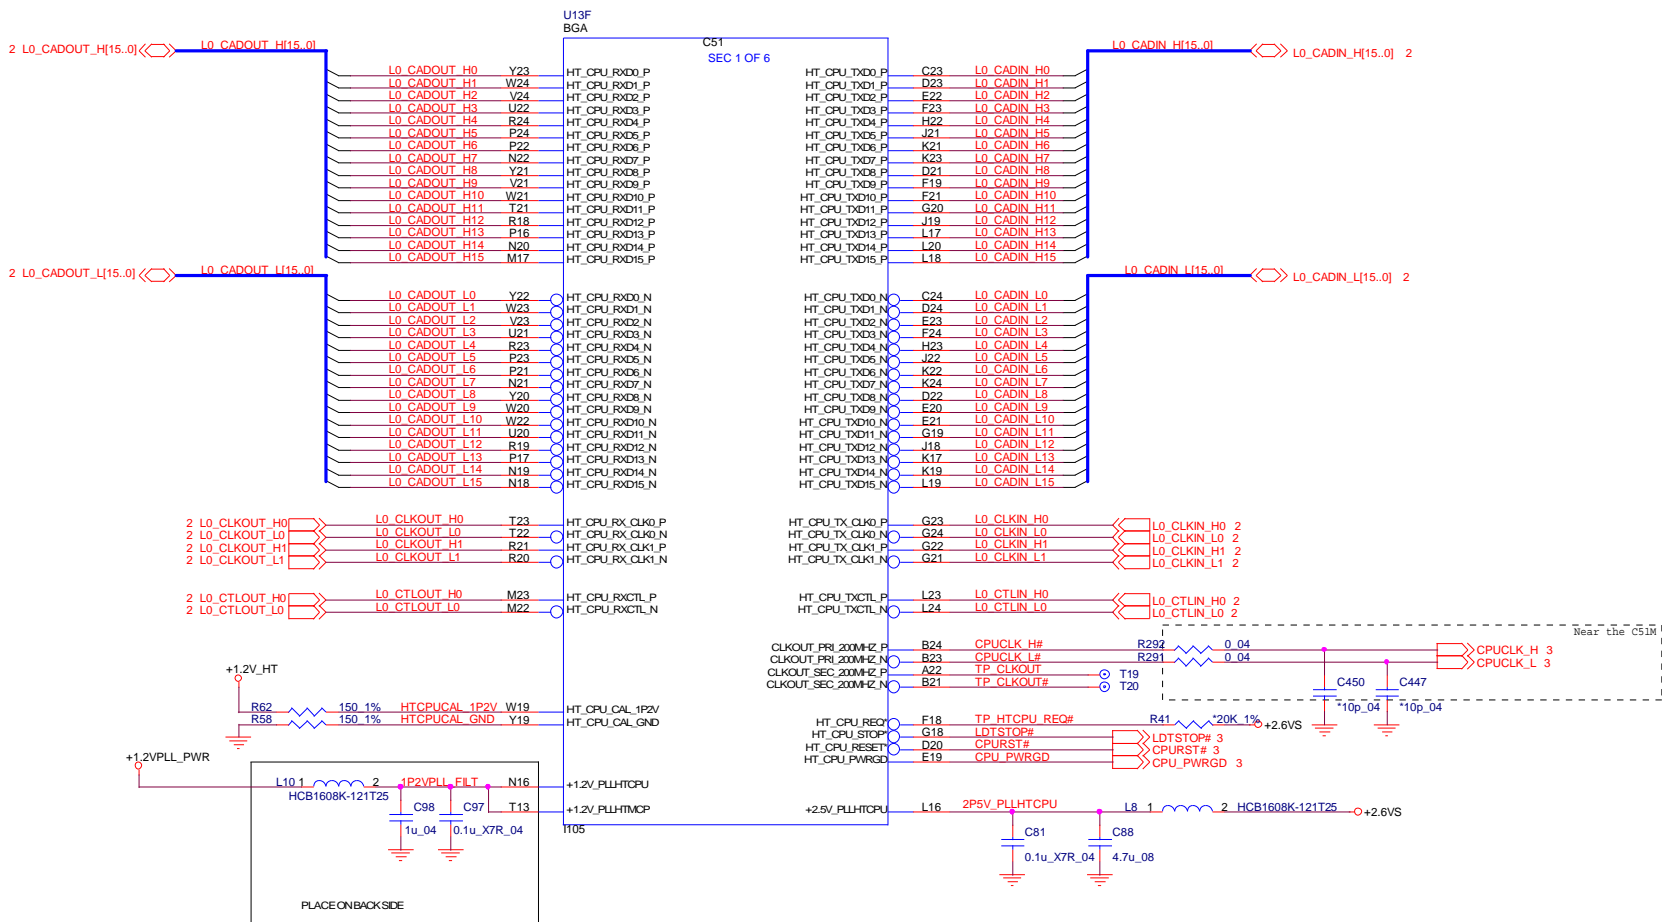 U13F
BGA
C51
SEC 1 OF 6
2 L0_CADOUT_H[15..0] L0_CADOUT_H[15..0]
L0_CADIN_H[15..0] L0_CADIN_H[15..0] 2
L0_CADOUT_H0 Y23 HT_CPU_RXD0_P HT_CPU_TXD0_P C23 L0_CADIN_H0
L0_CADOUT_H1 W24 HT_CPU_RXD1_P HT_CPU_TXD1_P D23 L0_CADIN_H1
L0_CADOUT_H2 V24 HT_CPU_RXD2_P HT_CPU_TXD2_P E22 L0_CADIN_H2
L0_CADOUT_H3 U22 HT_CPU_RXD3_P HT_CPU_TXD3_P F23 L0_CADIN_H3
L0_CADOUT_H4 R24 HT_CPU_RXD4_P HT_CPU_TXD4_P H22 L0_CADIN_H4
L0_CADOUT_H5 P24 HT_CPU_RXD5_P HT_CPU_TXD5_P J21 L0_CADIN_H5
L0_CADOUT_H6 P22 HT_CPU_RXD6_P HT_CPU_TXD6_P K21 L0_CADIN_H6
L0_CADOUT_H7 N22 HT_CPU_RXD7_P HT_CPU_TXD7_P K23 L0_CADIN_H7
L0_CADOUT_H8 Y21 HT_CPU_RXD8_P HT_CPU_TXD8_P D21 L0_CADIN_H8
L0_CADOUT_H9 V21 HT_CPU_RXD9_P HT_CPU_TXD9_P F19 L0_CADIN_H9
L0_CADOUT_H10 W21 HT_CPU_RXD10_P HT_CPU_TXD10_P F21 L0_CADIN_H10
L0_CADOUT_H11 T21 HT_CPU_RXD11_P HT_CPU_TXD11_P G20 L0_CADIN_H11
L0_CADOUT_H12 R18 HT_CPU_RXD12_P HT_CPU_TXD12_P J19 L0_CADIN_H12
L0_CADOUT_H13 P16 HT_CPU_RXD13_P HT_CPU_TXD13_P L17 L0_CADIN_H13
L0_CADOUT_H14 N20 HT_CPU_RXD14_P HT_CPU_TXD14_P L20 L0_CADIN_H14
L0_CADOUT_H15 M17 HT_CPU_RXD15_P HT_CPU_TXD15_P L18 L0_CADIN_H15
2 L0_CADOUT_L[15..0] L0_CADOUT_L[15..0]
L0_CADIN_L[15..0] L0_CADIN_L[15..0] 2
L0_CADOUT_L0 Y22 HT_CPU_RXD0_N HT_CPU_TXD0_N C24 L0_CADIN_L0
L0_CADOUT_L1 W23 HT_CPU_RXD1_N HT_CPU_TXD1_N D24 L0_CADIN_L1
L0_CADOUT_L2 V23 HT_CPU_RXD2_N HT_CPU_TXD2_N E23 L0_CADIN_L2
L0_CADOUT_L3 U21 HT_CPU_RXD3_N HT_CPU_TXD3_N F24 L0_CADIN_L3
L0_CADOUT_L4 R23 HT_CPU_RXD4_N HT_CPU_TXD4_N H23 L0_CADIN_L4
L0_CADOUT_L5 P23 HT_CPU_RXD5_N HT_CPU_TXD5_N J22 L0_CADIN_L5
L0_CADOUT_L6 P21 HT_CPU_RXD6_N HT_CPU_TXD6_N K22 L0_CADIN_L6
L0_CADOUT_L7 N21 HT_CPU_RXD7_N HT_CPU_TXD7_N K24 L0_CADIN_L7
L0_CADOUT_L8 Y20 HT_CPU_RXD8_N HT_CPU_TXD8_N D22 L0_CADIN_L8
L0_CADOUT_L9 W20 HT_CPU_RXD9_N HT_CPU_TXD9_N E20 L0_CADIN_L9
L0_CADOUT_L10 W22 HT_CPU_RXD10_N HT_CPU_TXD10_N E21 L0_CADIN_L10
L0_CADOUT_L11 U20 HT_CPU_RXD11_N HT_CPU_TXD11_N G19 L0_CADIN_L11
L0_CADOUT_L12 R19 HT_CPU_RXD12_N HT_CPU_TXD12_N J18 L0_CADIN_L12
L0_CADOUT_L13 P17 HT_CPU_RXD13_N HT_CPU_TXD13_N K17 L0_CADIN_L13
L0_CADOUT_L14 N19 HT_CPU_RXD14_N HT_CPU_TXD14_N K19 L0_CADIN_L14
L0_CADOUT_L15 N18 HT_CPU_RXD15_N HT_CPU_TXD15_N L19 L0_CADIN_L15
2 L0_CLKOUT_H0 L0_CLKOUT_H0 T23 HT_CPU_RX_CLK0_P HT_CPU_TX_CLK0_P G23 L0_CLKIN_H0 L0_CLKIN_H0 2
2 L0_CLKOUT_L0 L0_CLKOUT_L0 T22 HT_CPU_RX_CLK0_N HT_CPU_TX_CLK0_N G24 L0_CLKIN_L0 L0_CLKIN_L0 2
2 L0_CLKOUT_H1 L0_CLKOUT_H1 R21 HT_CPU_RX_CLK1_P HT_CPU_TX_CLK1_P G22 L0_CLKIN_H1 L0_CLKIN_H1 2
2 L0_CLKOUT_L1 L0_CLKOUT_L1 R20 HT_CPU_RX_CLK1_N HT_CPU_TX_CLK1_N G21 L0_CLKIN_L1 L0_CLKIN_L1 2
2 L0_CTLOUT_H0 L0_CTLOUT_H0 M23 HT_CPU_RXCTL_P HT_CPU_TXCTL_P L23 L0_CTLIN_H0 L0_CTLIN_H0 2
2 L0_CTLOUT_L0 L0_CTLOUT_L0 M22 HT_CPU_RXCTL_N HT_CPU_TXCTL_N L24 L0_CTLIN_L0 L0_CTLIN_L0 2
Near the C51M
CLKOUT_PRI_200MHZ_P B24 CPUCLK_H# R292 0_04 CPUCLK_H 3
CLKOUT_PRI_200MHZ_N B23 CPUCLK_L# R291 0_04 CPUCLK_L 3
CLKOUT_SEC_200MHZ_P A22 TP_CLKOUT T19
CLKOUT_SEC_200MHZ_N B21 TP_CLKOUT# T20
C450 C447
*10p_04 *10p_04
+1.2V_HT
R62 150_1% HTCPUCAL_1P2V W19 HT_CPU_CAL_1P2V
R58 150_1% HTCPUCAL_GND Y19 HT_CPU_CAL_GND
HT_CPU_REQ* F18 TP_HTCPU_REQ# R41 *20K_1% +2.6VS
HT_CPU_STOP* G18 LDTSTOP# LDTSTOP# 3
HT_CPU_RESET* D20 CPURST# CPURST# 3
HT_CPU_PWRGD E19 CPU_PWRGD CPU_PWRGD 3
+1.2VPLL_PWR
L10 1 2 1P2VPLL_FILT N16 +1.2V_PLLHTCPU
HCB1608K-121T25
T13 +1.2V_PLLHTMCP
C98 C97
1u_04 0.1u_X7R_04
+2.5V_PLLHTCPU L16 2P5V_PLLHTCPU L8 1 2 HCB1608K-121T25 +2.6VS
C81 C88
0.1u_X7R_04 4.7u_08
I105
PLACE ON BACKSIDE